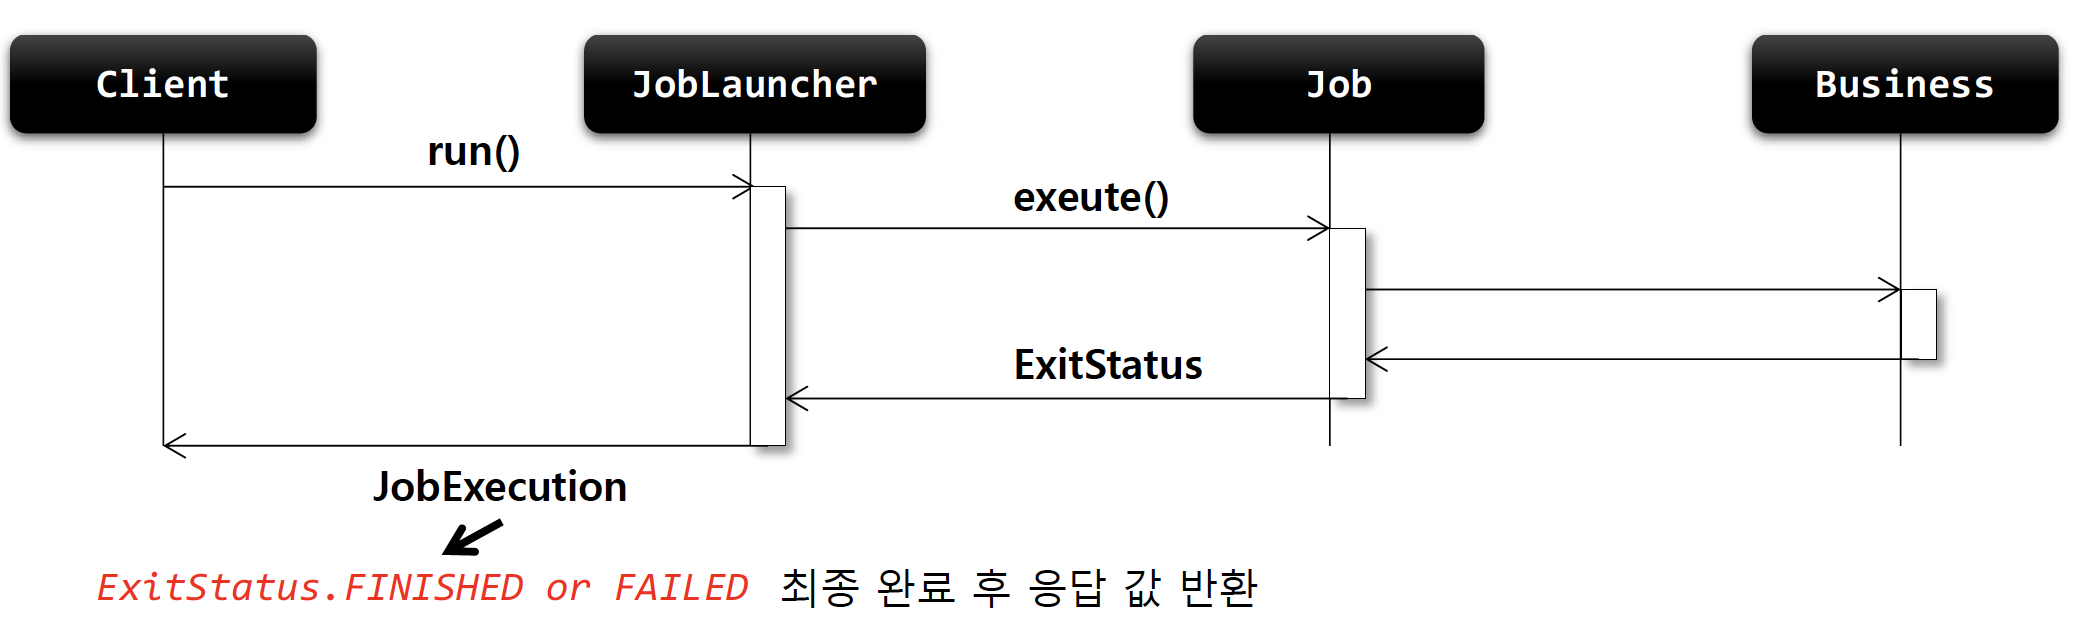 Client
JobLauncher
Job
Business
run()
exeute()
ExitStatus
JobExecution
ExitStatus.FINISHED or FAILED 최종 완료 후 응답 값 반환